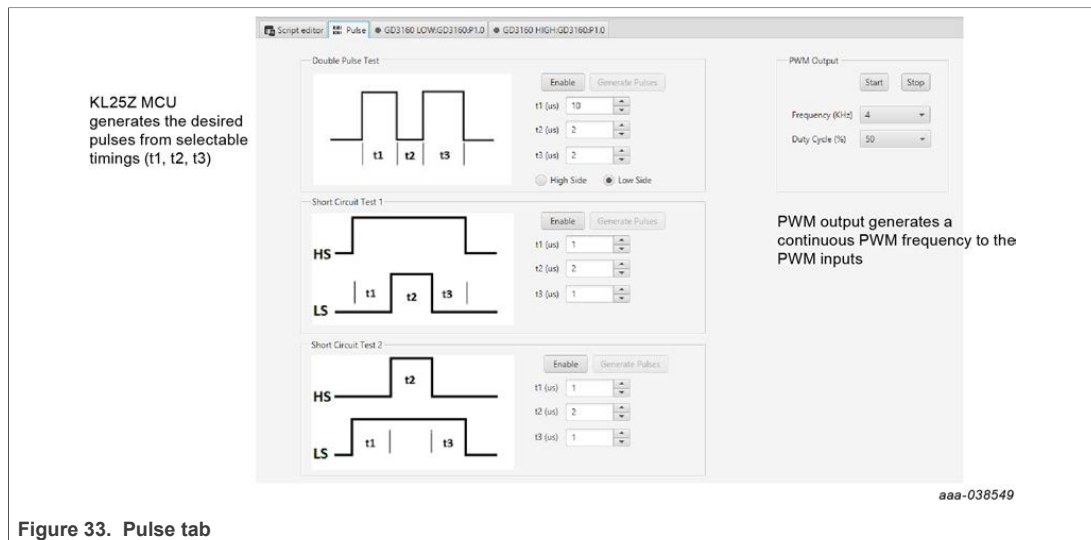 Script editor
Pulse
GD3160 LOW:GD3160:P1.0
GD3160 HIGH:GD3160:P1.0
KL25Z MCU
generates the desired
pulses from selectable
timings (t1, t2, t3)
Double Pulse Test
t1
t2
t3
Enable
Generate Pulses
t1 (us) 10
t2 (us) 2
t3 (us) 2
High Side
Low Side
Short Circuit Test 1
HS
t1
t2
t3
LS
Enable
Generate Pulses
t1 (us) 1
t2 (us) 2
t3 (us) 1
Short Circuit Test 2
t2
HS
t1
t3
LS
Enable
Generate Pulses
t1 (us) 1
t2 (us) 2
t3 (us) 1
PWM Output
Start
Stop
Frequency (KHz) 4
Duty Cycle (%) 50
PWM output generates a
continuous PWM frequency to the
PWM inputs
aaa-038549
Figure 33. Pulse tab